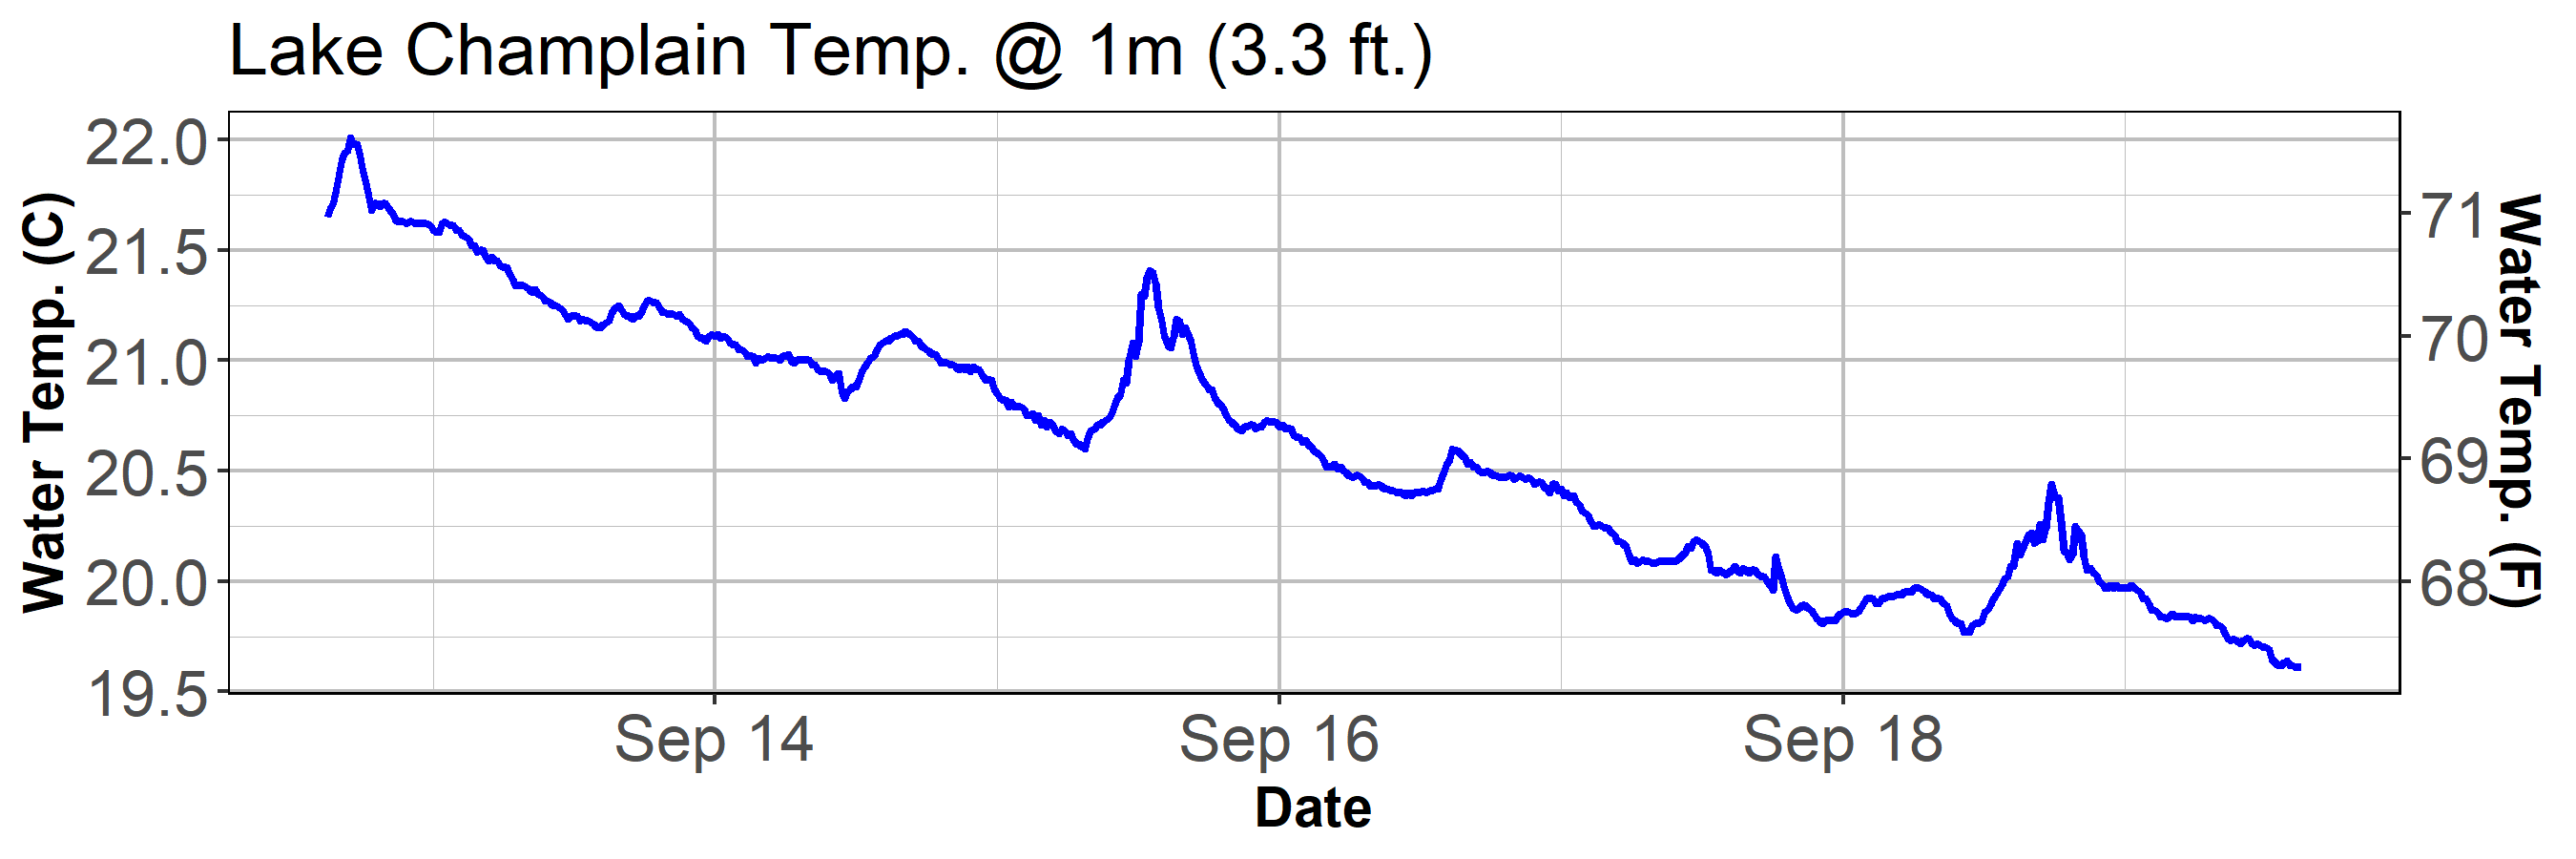 Lake Champlain Temp. @ 1m (3.3 ft.)
Water Temp. (C)
22.0
21.5
21.0
20.5
20.0
19.5
71
70
69
68
Water Temp. (F)
Sep 14
Sep 16
Sep 18
Date